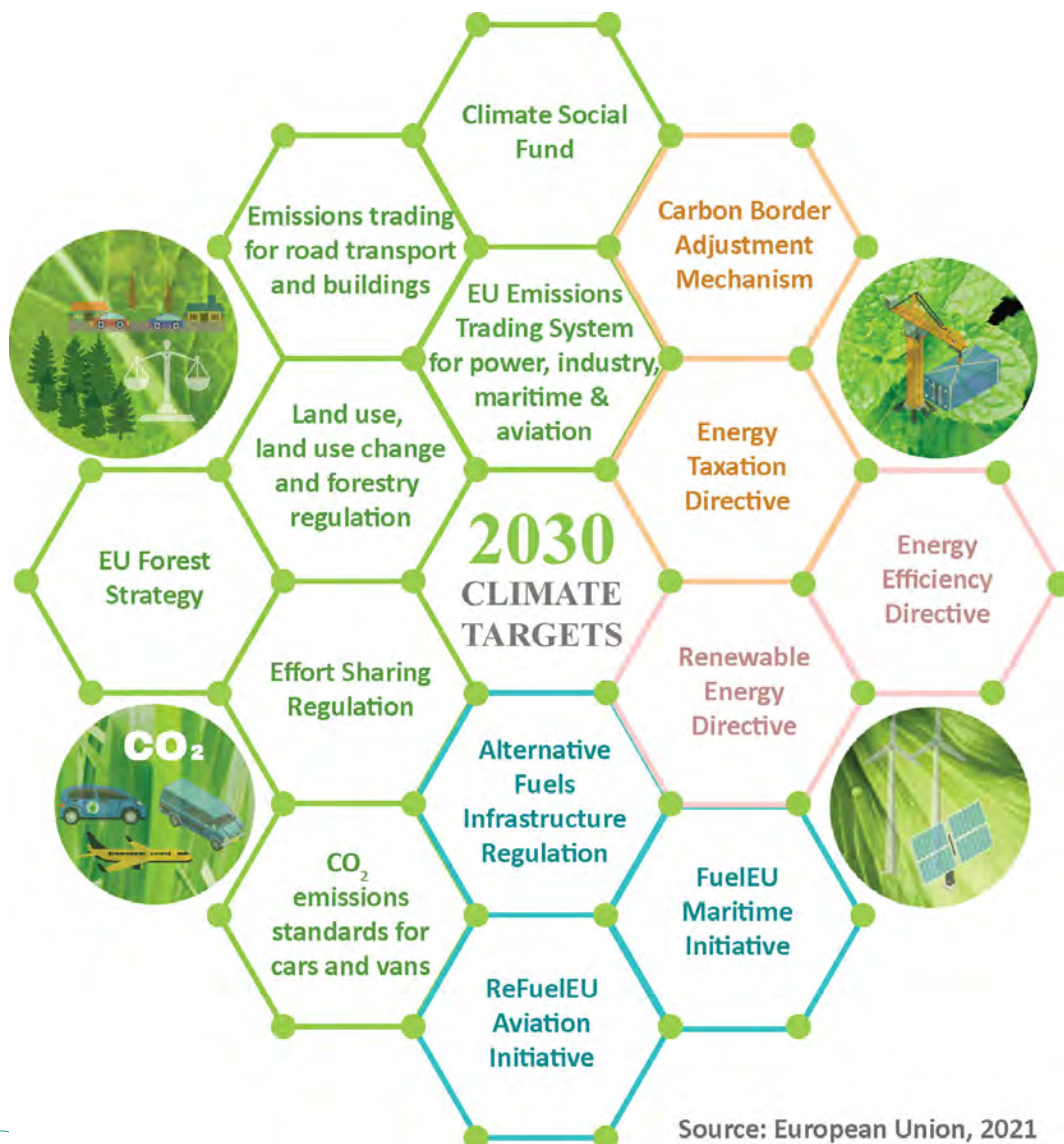 Climate Social
Fund
Emissions trading
for road transport
and buildings
Carbon Border
Adjustment
Mechanism
EU Emissions
Trading System
for power, industry,
maritime &
aviation
Land use,
land use change
and forestry
regulation
Energy
Taxation
Directive
EU Forest
Strategy
2030
CLIMATE
TARGETS
Energy
Efficiency
Directive
Effort Sharing
Regulation
Renewable
Energy
Directive
CO₂
Alternative
Fuels
Infrastructure
Regulation
CO₂
emissions
standards for
cars and vans
FuelEU
Maritime
Initiative
ReFuelEU
Aviation
Initiative
Source: European Union, 2021